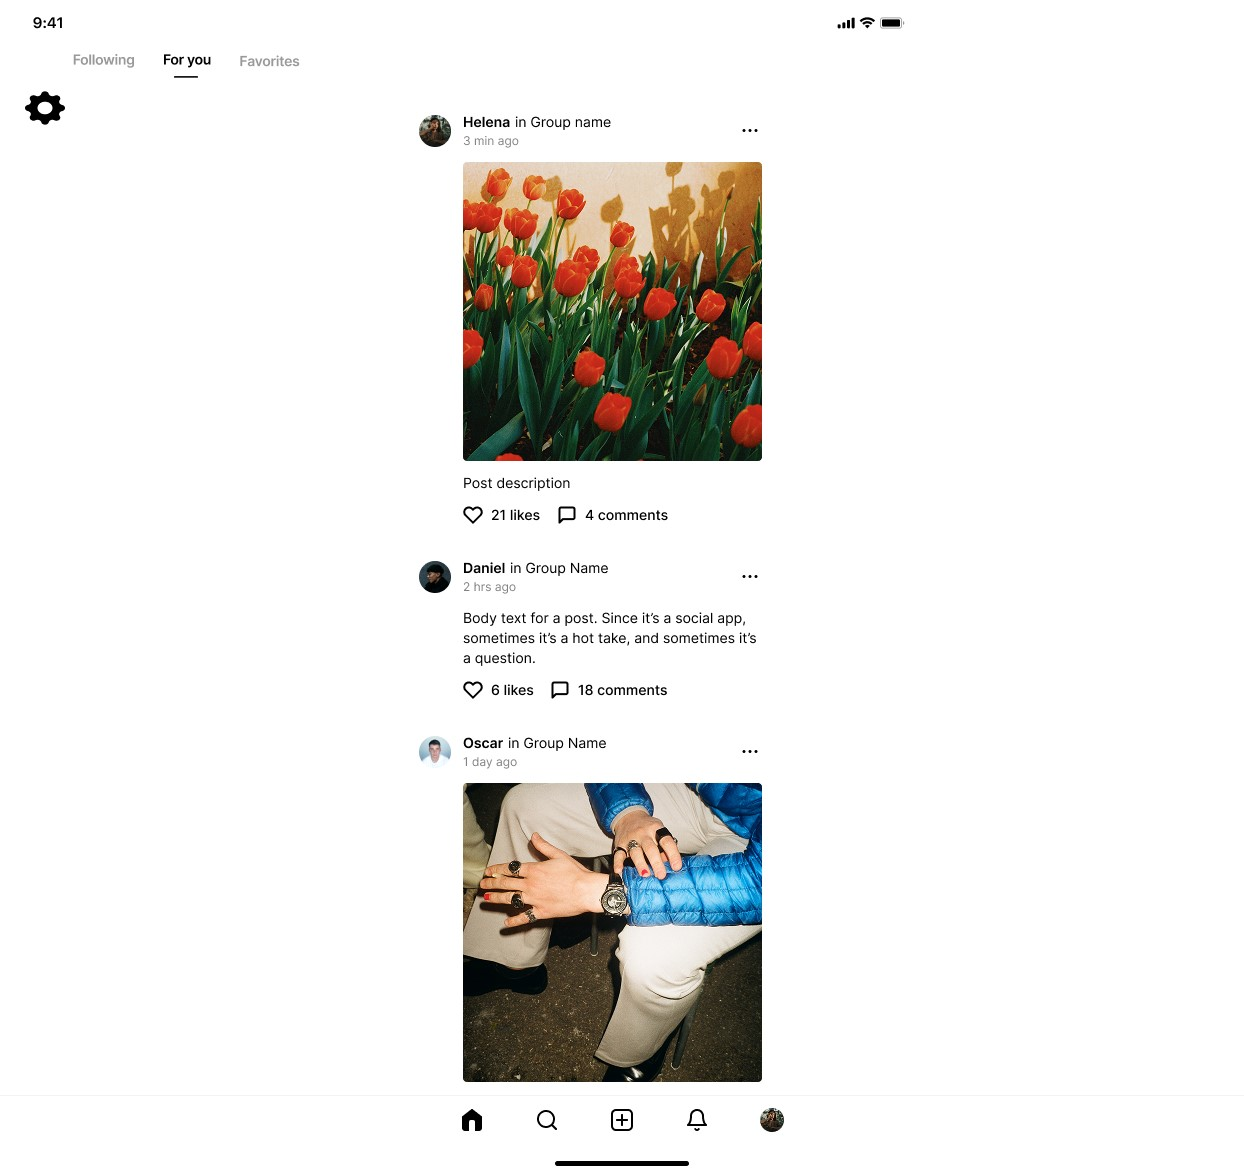 9:41
Following For you Favorites
Helena in Group name
3 min ago
Post description
21 likes 4 comments
Daniel in Group Name
2 hrs ago
Body text for a post. Since it’s a social app,
sometimes it’s a hot take, and sometimes it’s
a question.
6 likes 18 comments
Oscar in Group Name
1 day ago